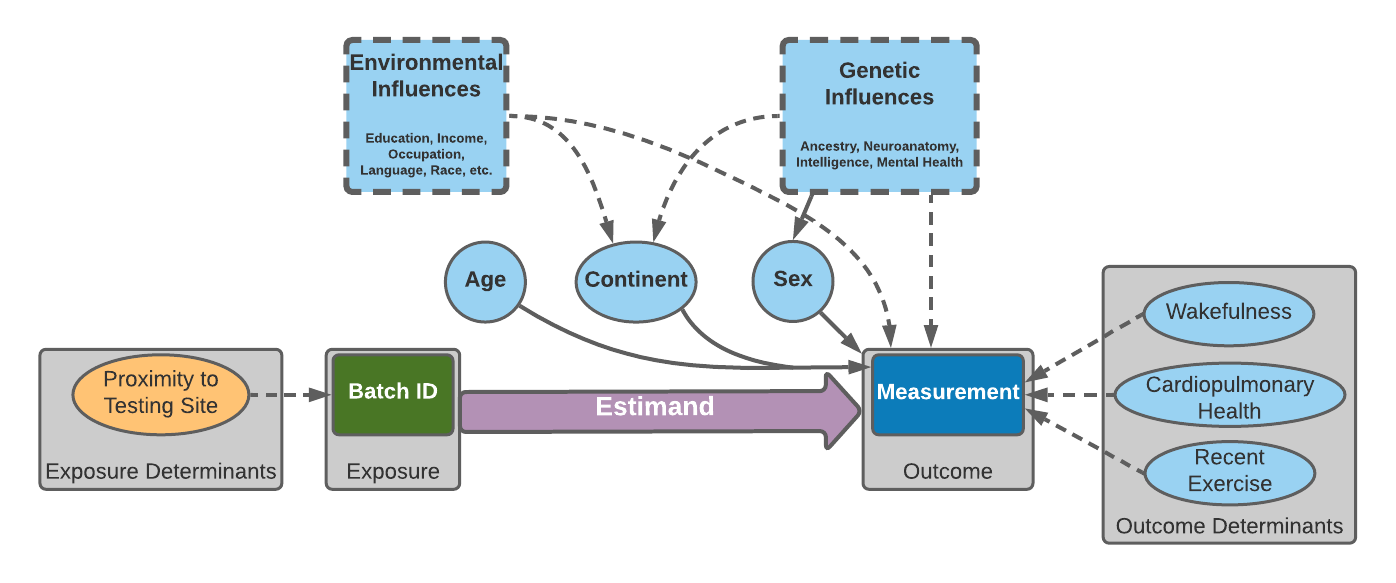 Environmental
Influences
Education, Income,
Occupation,
Language, Race, etc.
Genetic
Influences
Ancestry, Neuroanatomy,
Intelligence, Mental Health
Age
Continent
Sex
Proximity to
Testing Site
Exposure Determinants
Batch ID
Exposure
Estimand
Measurement
Outcome
Wakefulness
Cardiopulmonary
Health
Recent
Exercise
Outcome Determinants